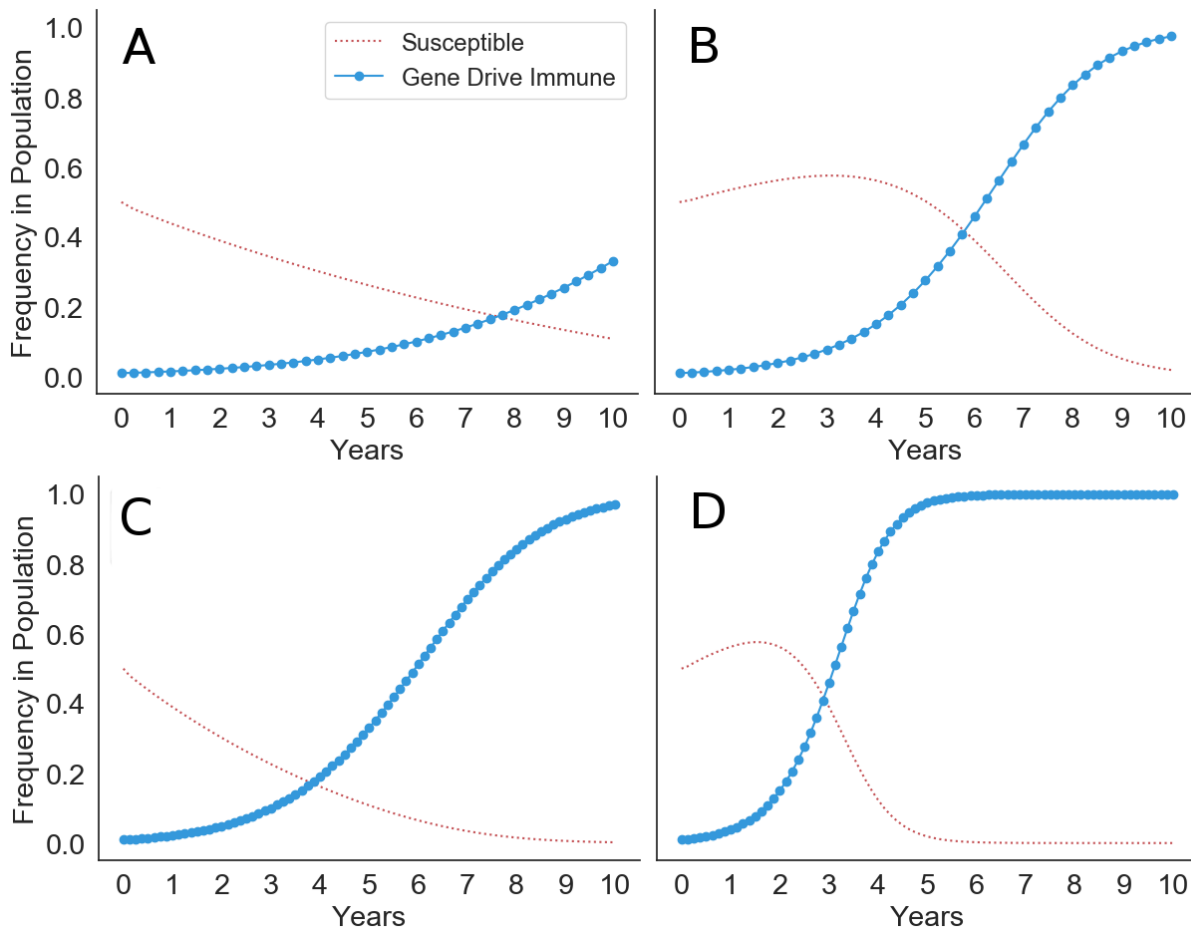 A
Susceptible
Gene Drive Immune
Frequency in Population
1.0
0.8
0.6
0.4
0.2
0.0
0 1 2 3 4 5 6 7 8 9 10
Years
B
0 1 2 3 4 5 6 7 8 9 10
Years
C
Frequency in Population
1.0
0.8
0.6
0.4
0.2
0.0
0 1 2 3 4 5 6 7 8 9 10
Years
D
0 1 2 3 4 5 6 7 8 9 10
Years